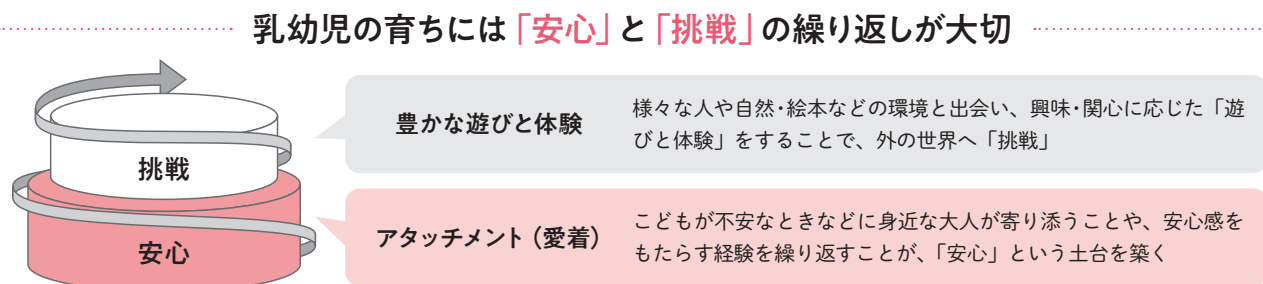 乳幼児の育ちには「安心」と「挑戦」の繰り返しが大切
挑戦
豊かな遊びと体験
様々な人や自然・絵本などの環境と出会い、興味・関心に応じた「遊
びと体験」をすることで、外の世界へ「挑戦」
安心
アタッチメント（愛着）
こどもが不安なときなどに身近な大人が寄り添うことや、安心感を
もたらす経験を繰り返すことが、「安心」という土台を築く